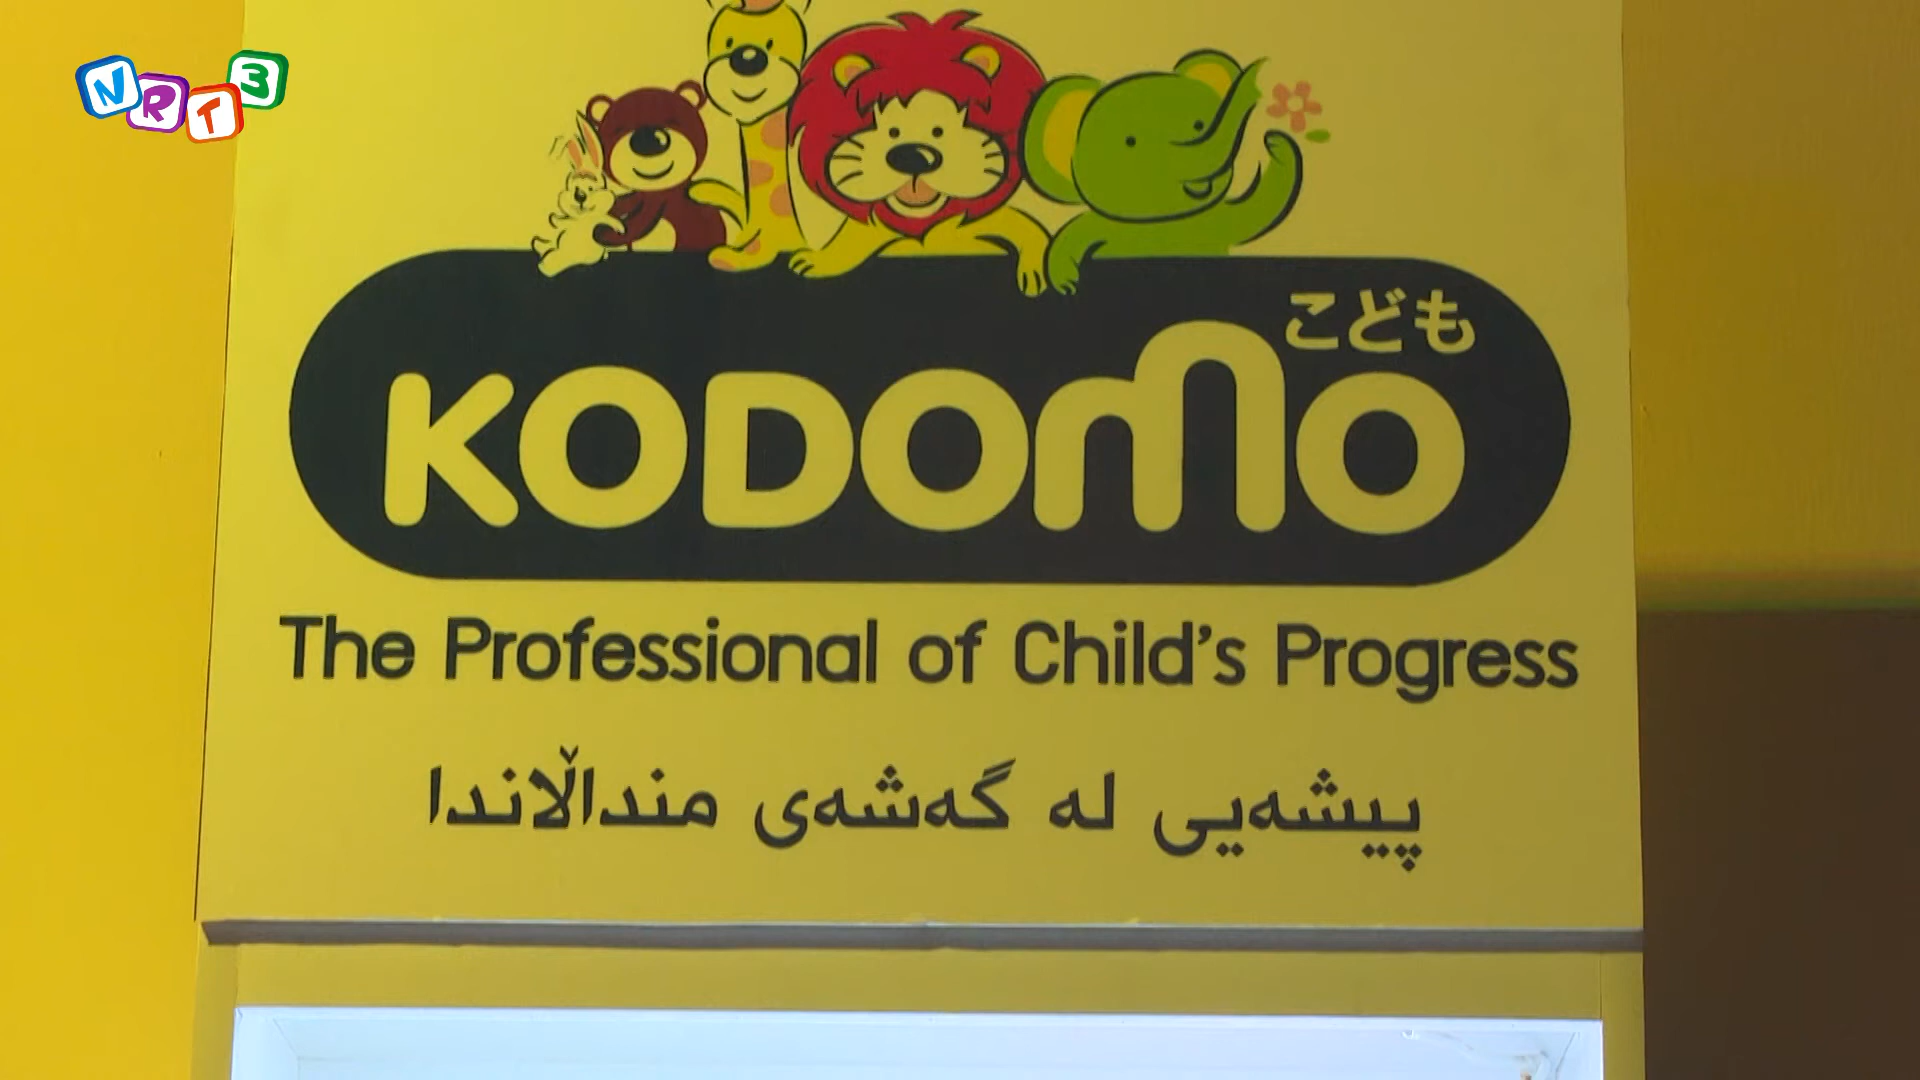 NRT3
こども
KODOMO
The Professional of Child's Progress
پیشەیی لە گەشەی منداڵاندا